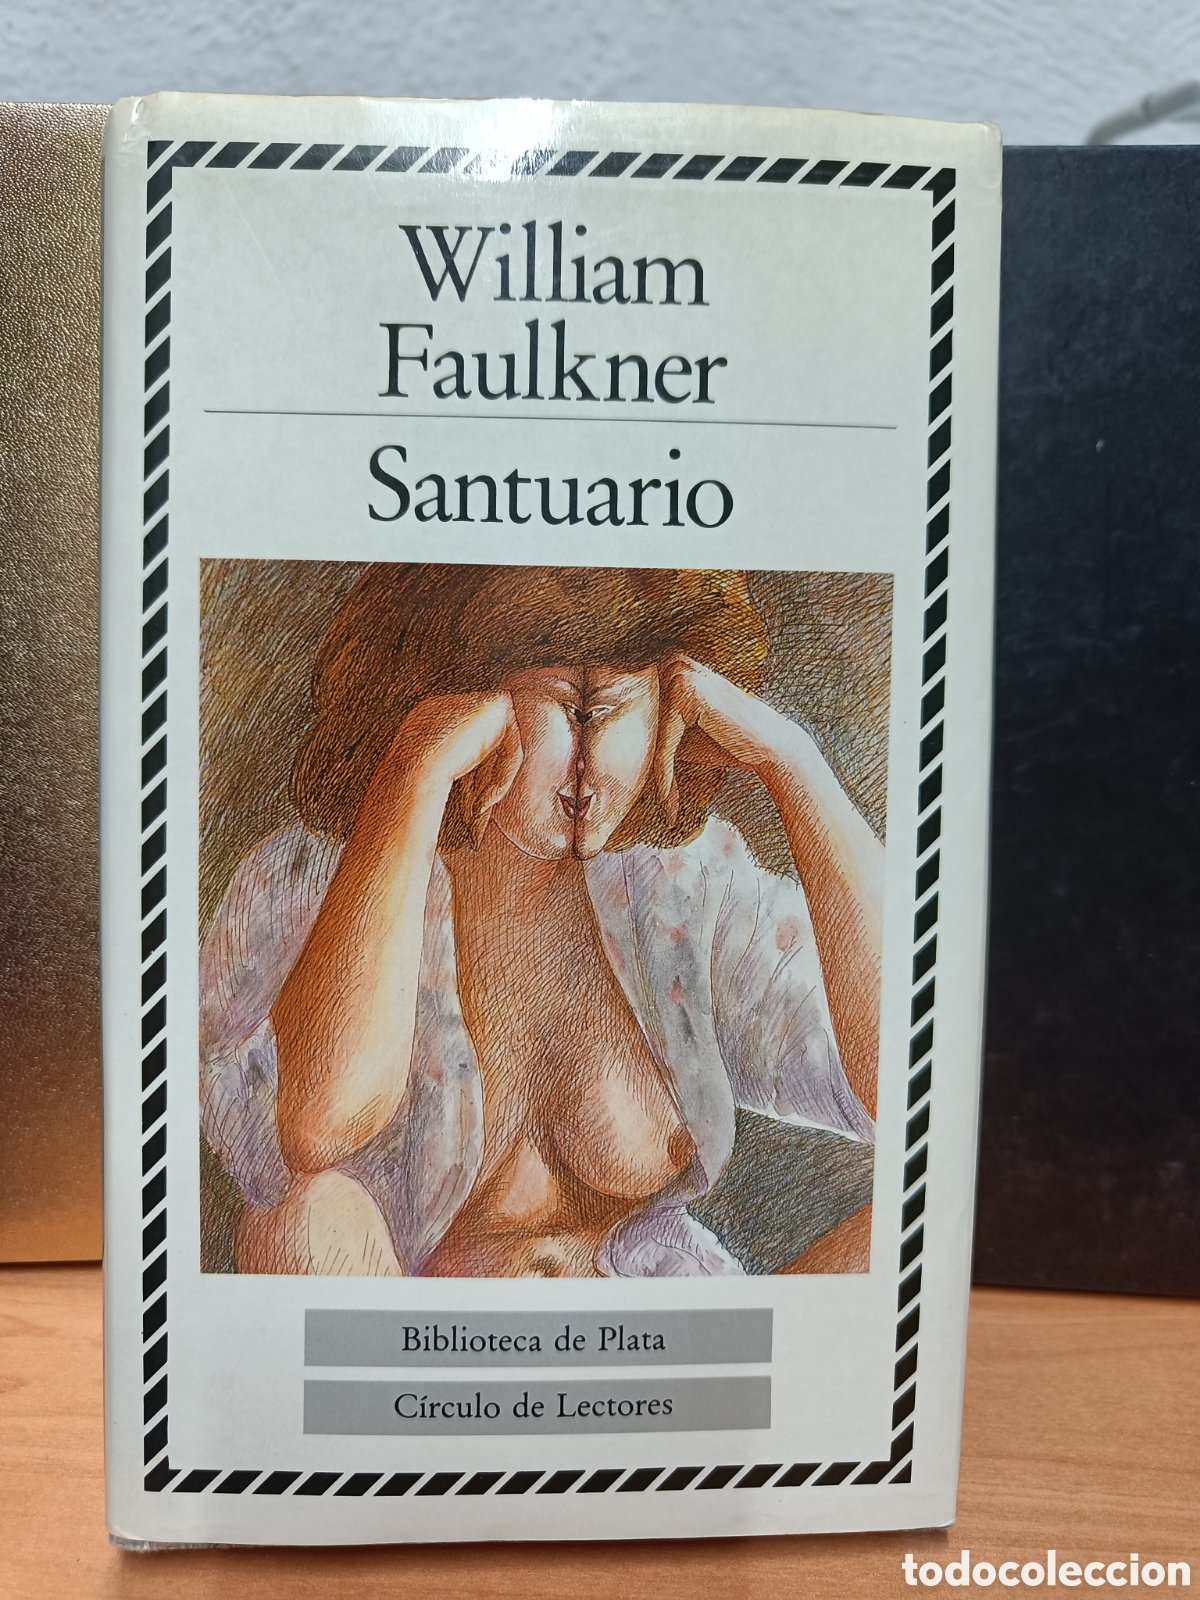 William
Faulkner
Santuario
Biblioteca de Plata
Círculo de Lectores
todocoleccion